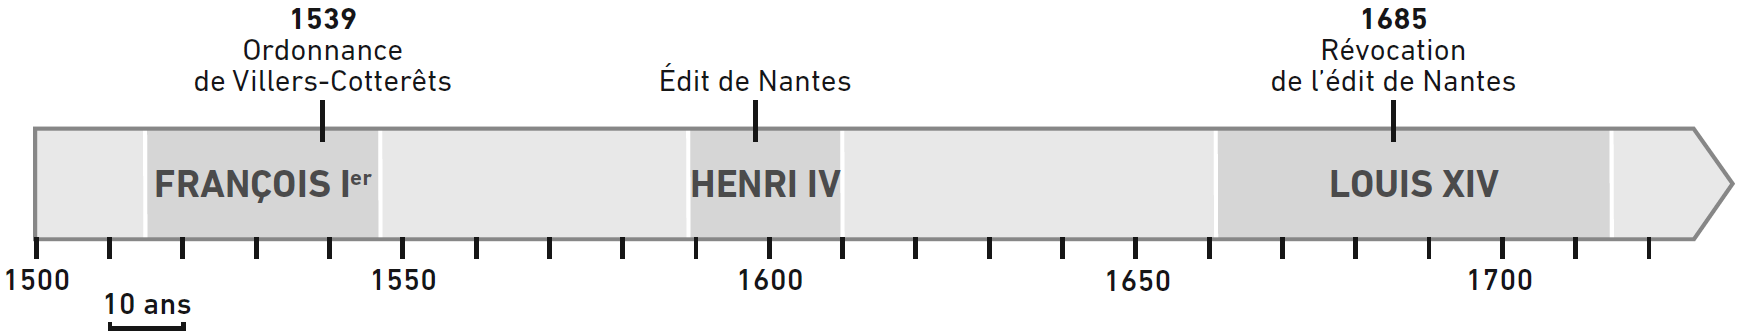 1539
Ordonnance
de Villers-Cotterêts
Édit de Nantes
1685
Révocation
de l’édit de Nantes
FRANÇOIS Ier
HENRI IV
LOUIS XIV
1500
1550
1600
1650
1700
10 ans